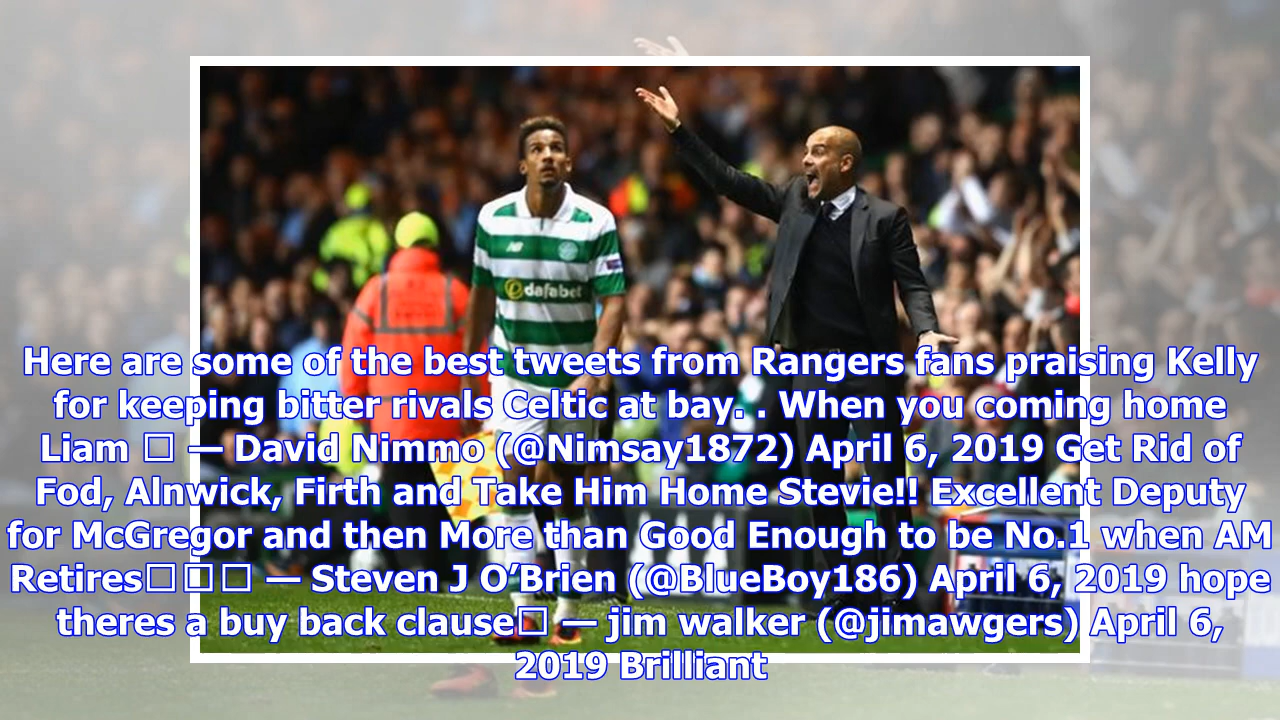 dafabet
Here are some of the best tweets from Rangers fans praising Kelly
for keeping bitter rivals Celtic at bay. . When you coming home
Liam □ — David Nimmo (@Nimsay1872) April 6, 2019 Get Rid of
Fod, Alnwick, Firth and Take Him Home Stevie!! Excellent Deputy
for McGregor and then More than Good Enough to be No.1 when AM
Retires□□□ — Steven J O’Brien (@BlueBoy186) April 6, 2019 hope
theres a buy back clause□ — jim walker (@jimawgers) April 6,
2019 Brilliant